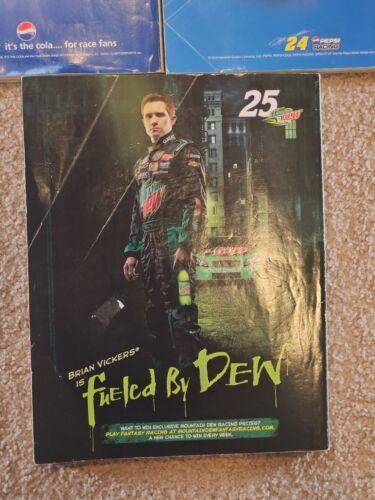 it's the cola.... for race fans
24 PEPSI
RACING
25
BRIAN VICKERS®
IS
fueled By DEW
WANT TO WIN EXCLUSIVE MOUNTAIN DEW RACING PRIZES?
PLAY FANTASY RACING AT MOUNTAINDEWFANTASYRACING.COM.
A NEW CHANCE TO WIN EVERY WEEK.